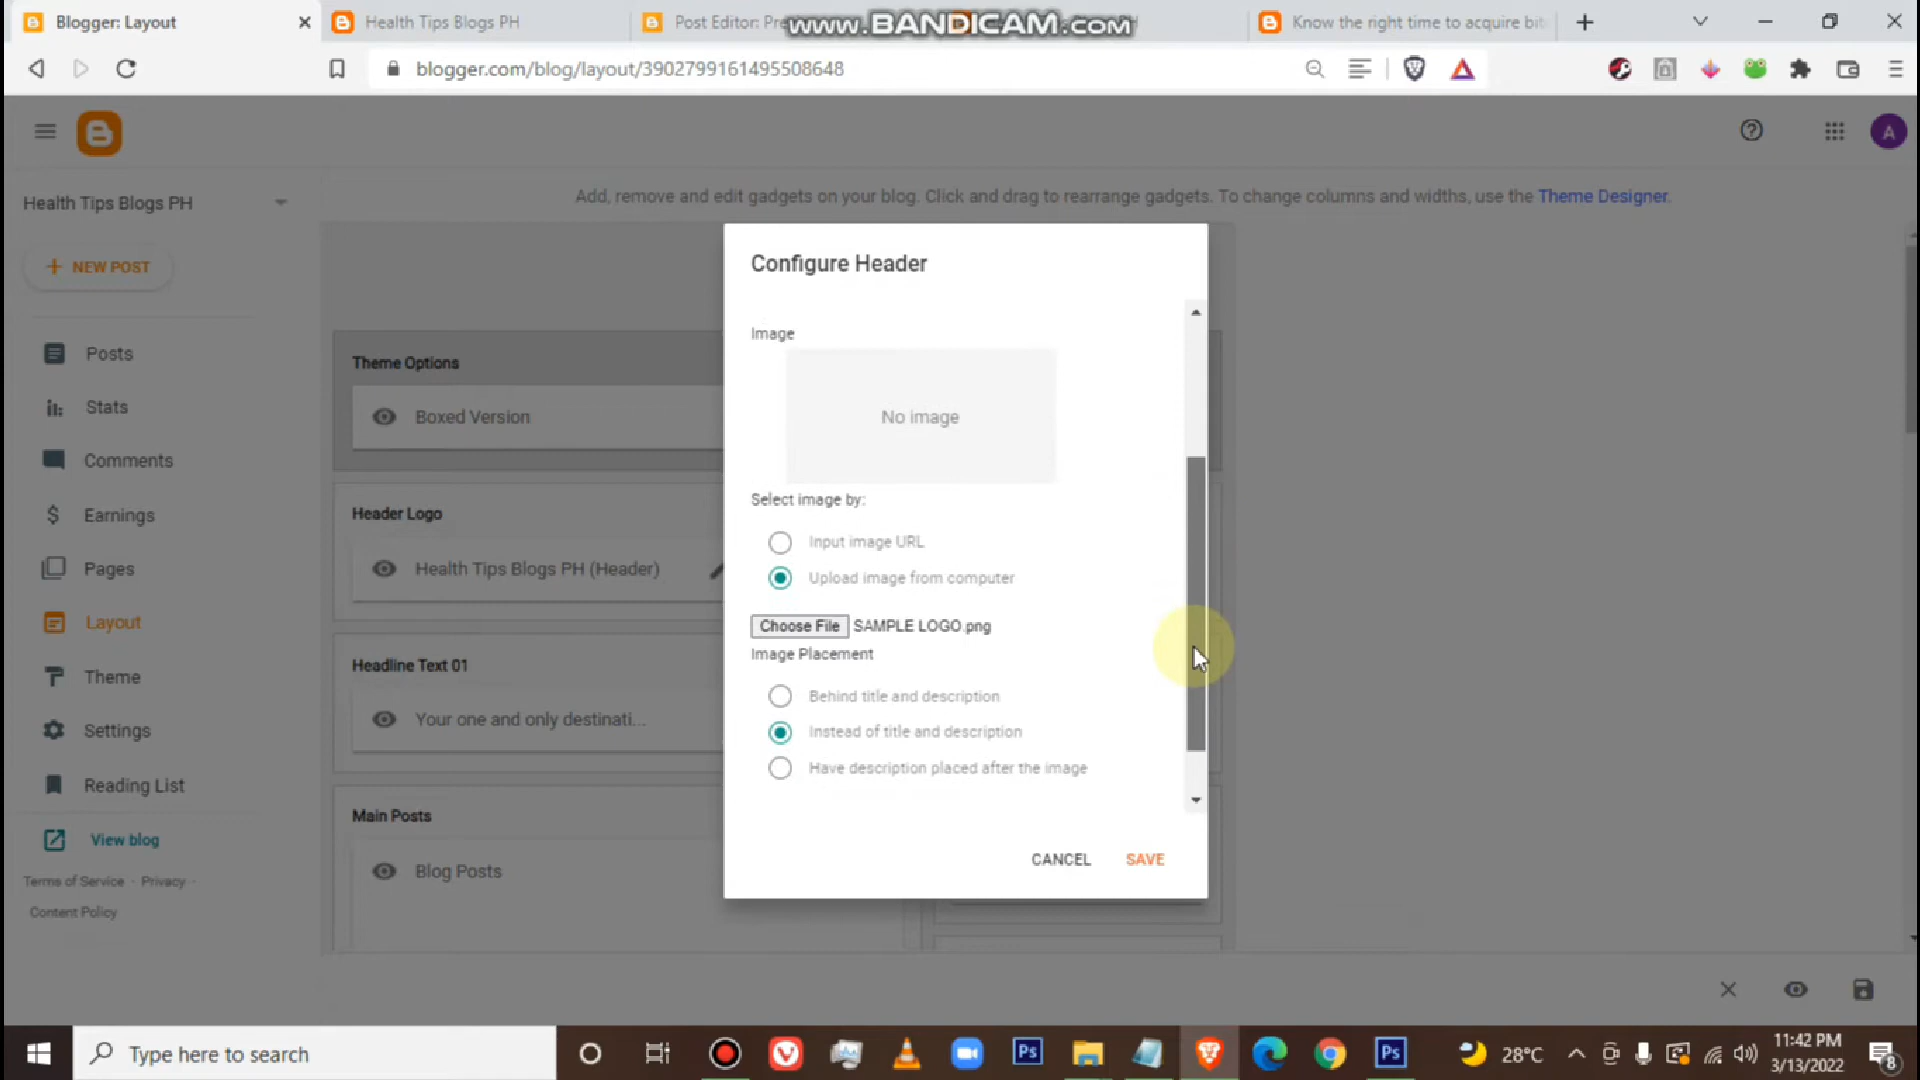 Blogger: Layout
Health Tips Blogs PH
Post Editor: Pre
www.BANDICAM.com
Know the right time to acquire bit
blogger.com/blog/layout/3902799161495508648
A
Health Tips Blogs PH
Add, remove and edit gadgets on your blog. Click and drag to rearrange gadgets. To change columns and widths, use the Theme Designer.
NEW POST
Posts
Stats
Comments
Earnings
Pages
Layout
Theme
Settings
Reading List
View blog
Terms of Service · Privacy ·
Content Policy
Theme Options
Boxed Version
Header Logo
Health Tips Blogs PH (Header)
Headline Text 01
Your one and only destinati...
Main Posts
Blog Posts
Configure Header
Image
No image
Select image by:
Input image URL
Upload image from computer
Choose File SAMPLE LOGO.png
Image Placement
Behind title and description
Instead of title and description
Have description placed after the image
CANCEL SAVE
Type here to search
Ps
Ps
28°C
11:42 PM
3/13/2022
8